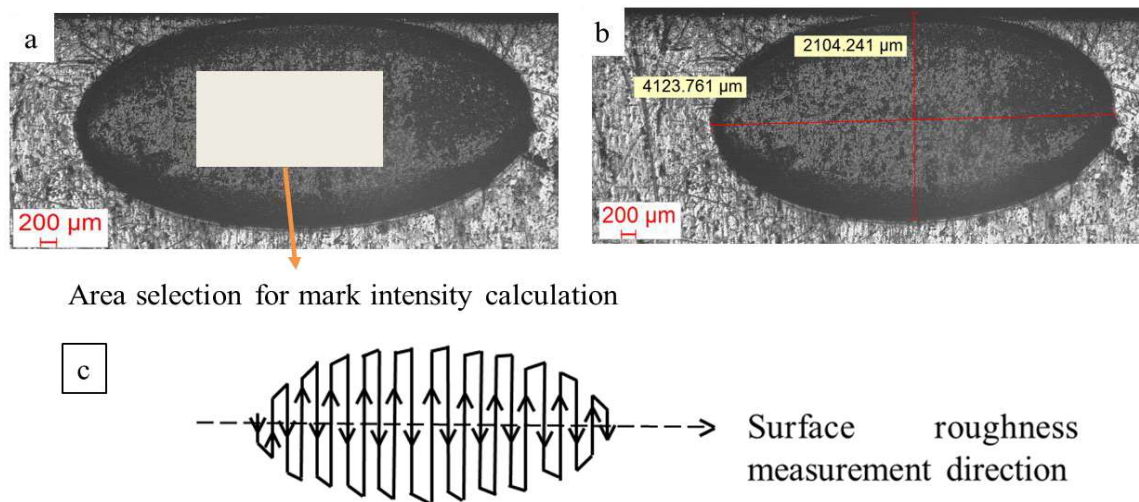 a
200 µm
b
2104.241 µm
4123.761 µm
200 µm
Area selection for mark intensity calculation
c
Surface roughness
measurement direction